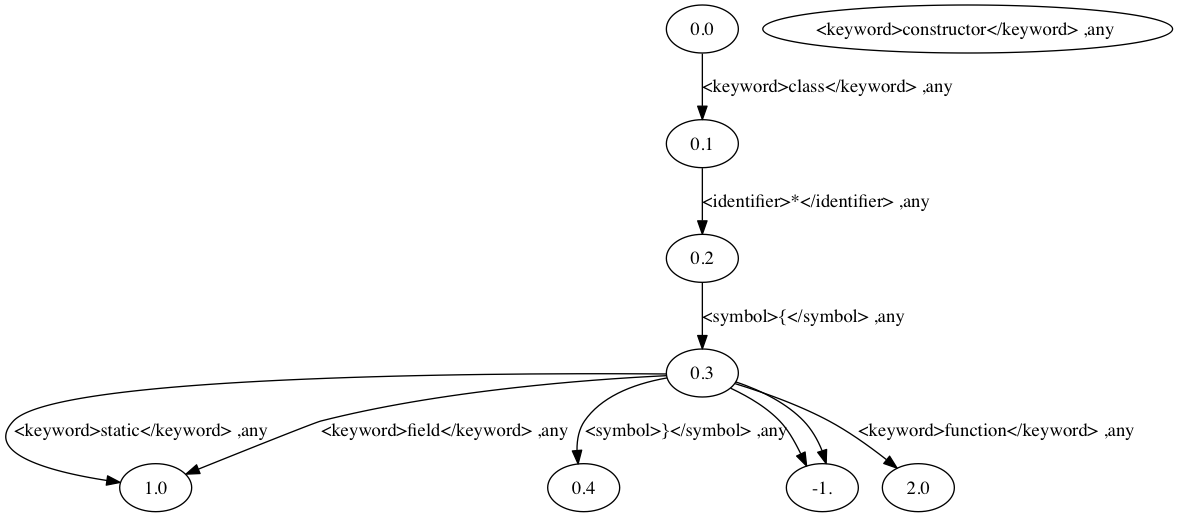 0.0
<keyword>constructor</keyword> ,any
<keyword>class</keyword> ,any
0.1
<identifier>*</identifier> ,any
0.2
<symbol>{</symbol> ,any
0.3
<keyword>static</keyword> ,any
<keyword>field</keyword> ,any
<symbol>}</symbol> ,any
<keyword>function</keyword> ,any
1.0
0.4
-1.
2.0